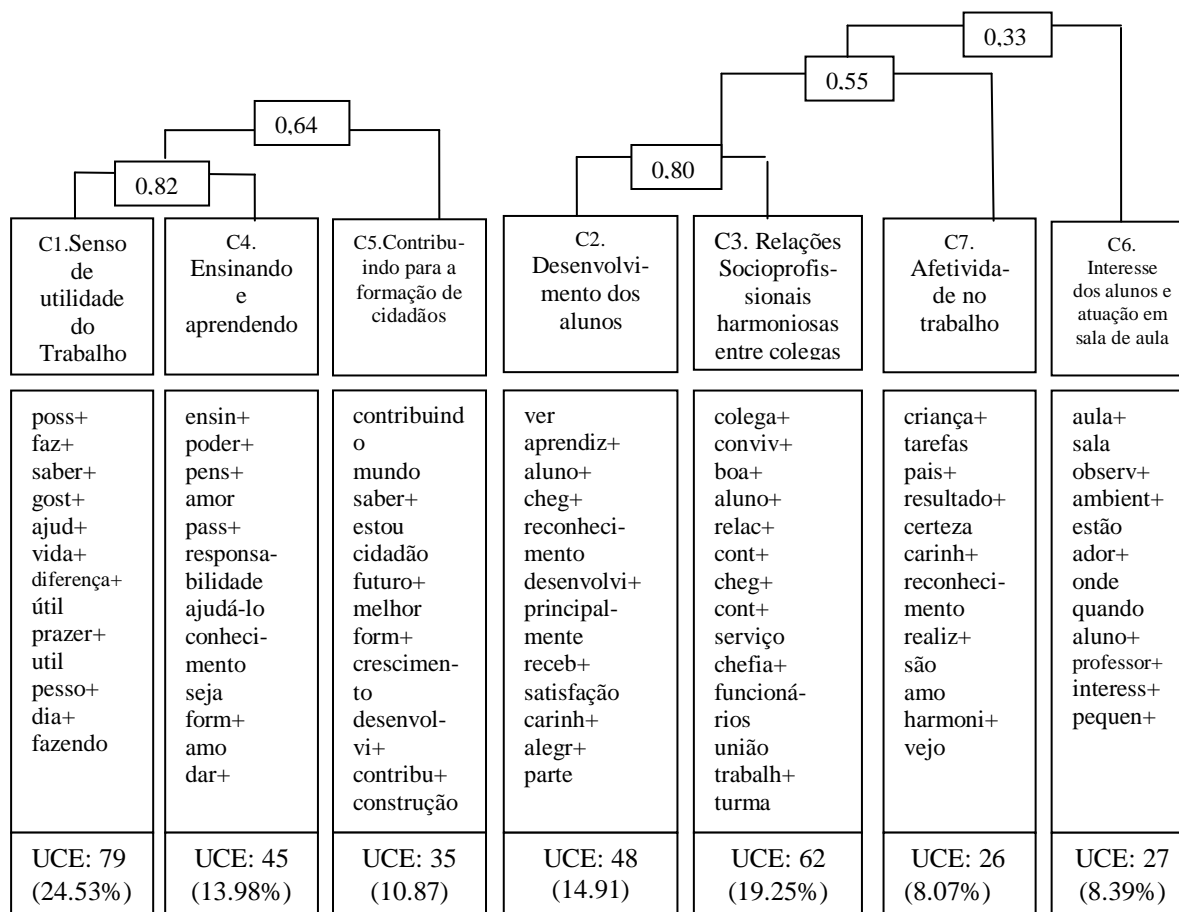 0,33
0,55
0,64
0,80
0,82
C1.Senso
de
utilidade
do
Trabalho
C4.
Ensinando
e
aprendendo
C5.Contribu-
indo para a
formação de
cidadãos
C2.
Desenvolvi-
mento dos
alunos
C3. Relações
Socioprofis-
sionais
harmoniosas
entre colegas
C7.
Afetivida-
de no
trabalho
C6.
Interesse
dos alunos e
atuação em
sala de aula
poss+
faz+
saber+
gost+
ajud+
vida+
diferença+
útil
prazer+
util
pesso+
dia+
fazendo
ensin+
poder+
pens+
amor
pass+
responsa-
bilidade
ajudá-lo
conheci-
mento
seja
form+
amo
dar+
contribuind
o
mundo
saber+
estou
cidadão
futuro+
melhor
form+
crescimen-
to
desenvol-
vi+
contribu+
construção
ver
aprendiz+
aluno+
cheg+
reconheci-
mento
desenvolvi+
principal-
mente
receb+
satisfação
carinh+
alegr+
parte
colega+
conviv+
boa+
aluno+
relac+
cont+
cheg+
cont+
serviço
chefia+
funcioná-
rios
união
trabalh+
turma
criança+
tarefas
pais+
resultado+
certeza
carinh+
reconheci-
mento
realiz+
são
amo
harmoni+
vejo
aula+
sala
observ+
ambient+
estão
ador+
onde
quando
aluno+
professor+
interess+
pequen+
UCE: 79
(24.53%)
UCE: 45
(13.98%)
UCE: 35
(10.87)
UCE: 48
(14.91)
UCE: 62
(19.25%)
UCE: 26
(8.07%)
UCE: 27
(8.39%)